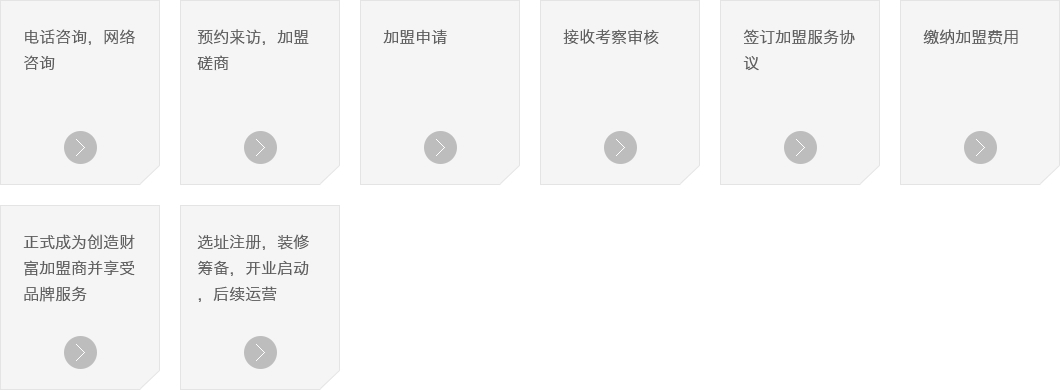 电话咨询，网络
咨询
预约来访，加盟
磋商
加盟申请
接收考察审核
签订加盟服务协
议
缴纳加盟费用
正式成为创造财
富加盟商并享受
品牌服务
选址注册，装修
筹备，开业启动
，后续运营